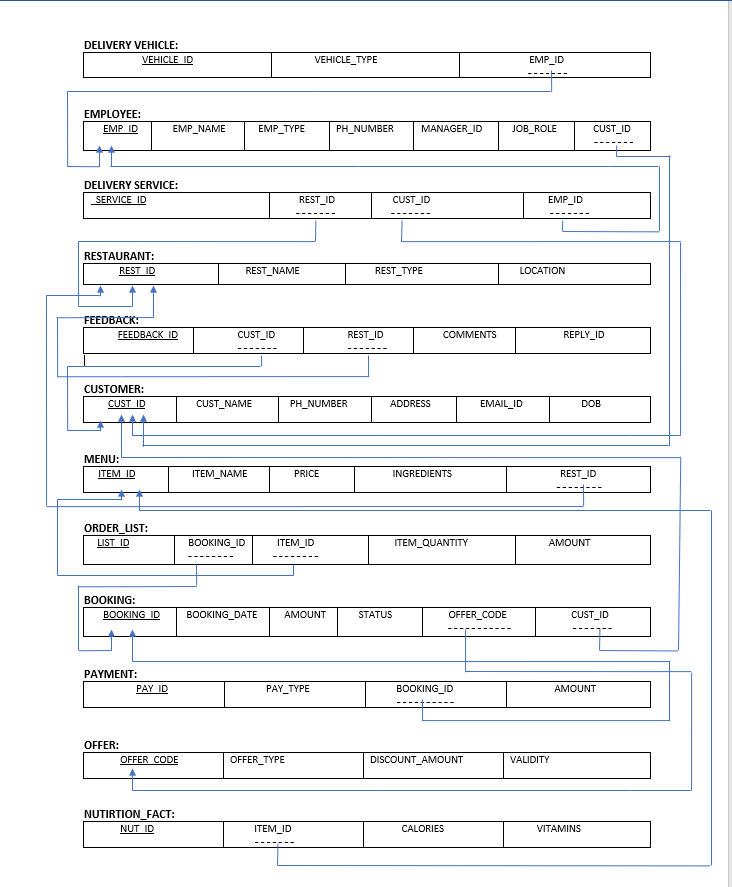 DELIVERY VEHICLE:
VEHICLE_ID VEHICLE_TYPE EMP_ID
EMPLOYEE:
EMP_ID EMP_NAME EMP_TYPE PH_NUMBER MANAGER_ID JOB_ROLE CUST_ID
DELIVERY SERVICE:
SERVICE_ID REST_ID CUST_ID EMP_ID
RESTAURANT:
REST_ID REST_NAME REST_TYPE LOCATION
FEEDBACK:
FEEDBACK_ID CUST_ID REST_ID COMMENTS REPLY_ID
CUSTOMER:
CUST_ID CUST_NAME PH_NUMBER ADDRESS EMAIL_ID DOB
MENU:
ITEM_ID ITEM_NAME PRICE INGREDIENTS REST_ID
ORDER_LIST:
LIST_ID BOOKING_ID ITEM_ID ITEM_QUANTITY AMOUNT
BOOKING:
BOOKING_ID BOOKING_DATE AMOUNT STATUS OFFER_CODE CUST_ID
PAYMENT:
PAY_ID PAY_TYPE BOOKING_ID AMOUNT
OFFER:
OFFER_CODE OFFER_TYPE DISCOUNT_AMOUNT VALIDITY
NUTIRTION_FACT:
NUT_ID ITEM_ID CALORIES VITAMINS